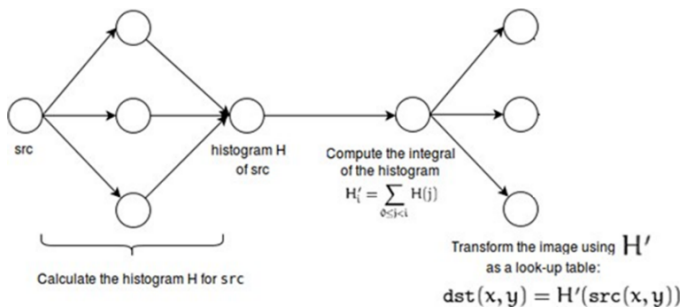 src
histogram H
of src
Compute the integral
of the histogram
H'_i = ∑_{0≤j<i} H(j)
Calculate the histogram H for src
Transform the image using H'
as a look-up table:
dst(x, y) = H'(src(x, y))